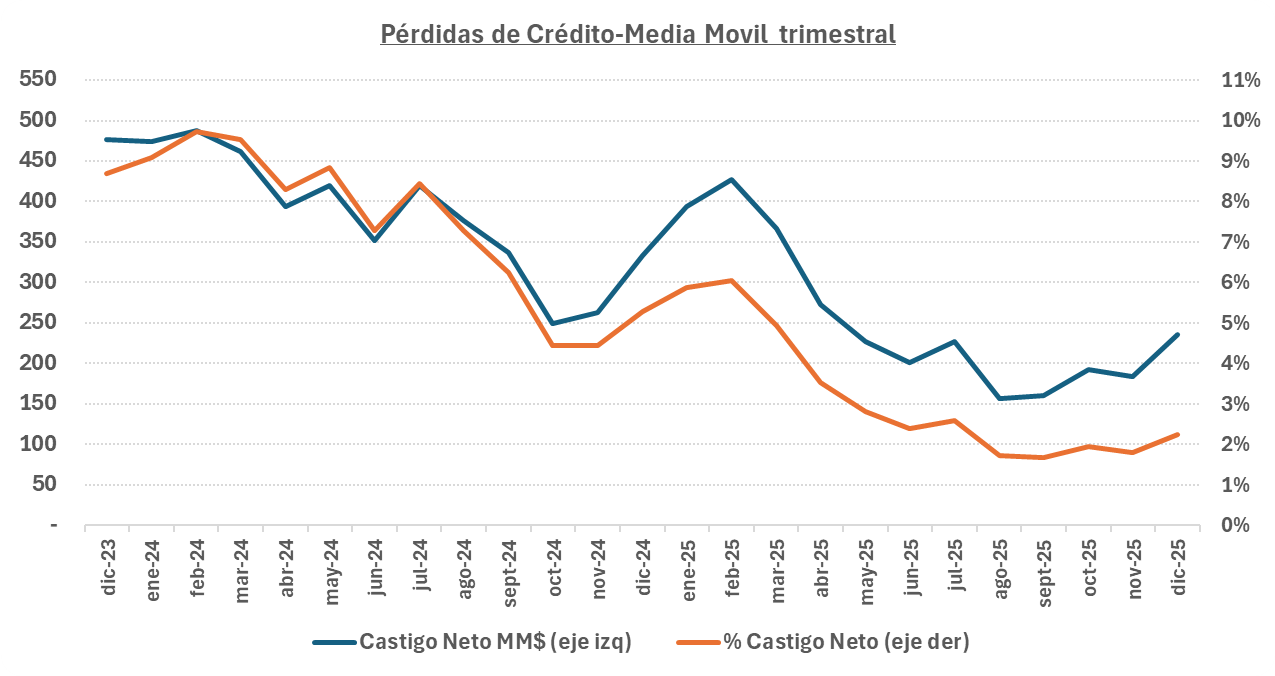 Pérdidas de Crédito-Media Movil trimestral
550
500
450
400
350
300
250
200
150
100
50
-
11%
10%
9%
8%
7%
6%
5%
4%
3%
2%
1%
0%
dic-23
ene-24
feb-24
mar-24
abr-24
may-24
jun-24
jul-24
ago-24
sept-24
oct-24
nov-24
dic-24
ene-25
feb-25
mar-25
abr-25
may-25
jun-25
jul-25
ago-25
sept-25
oct-25
nov-25
dic-25
Castigo Neto MM$ (eje izq)
% Castigo Neto (eje der)